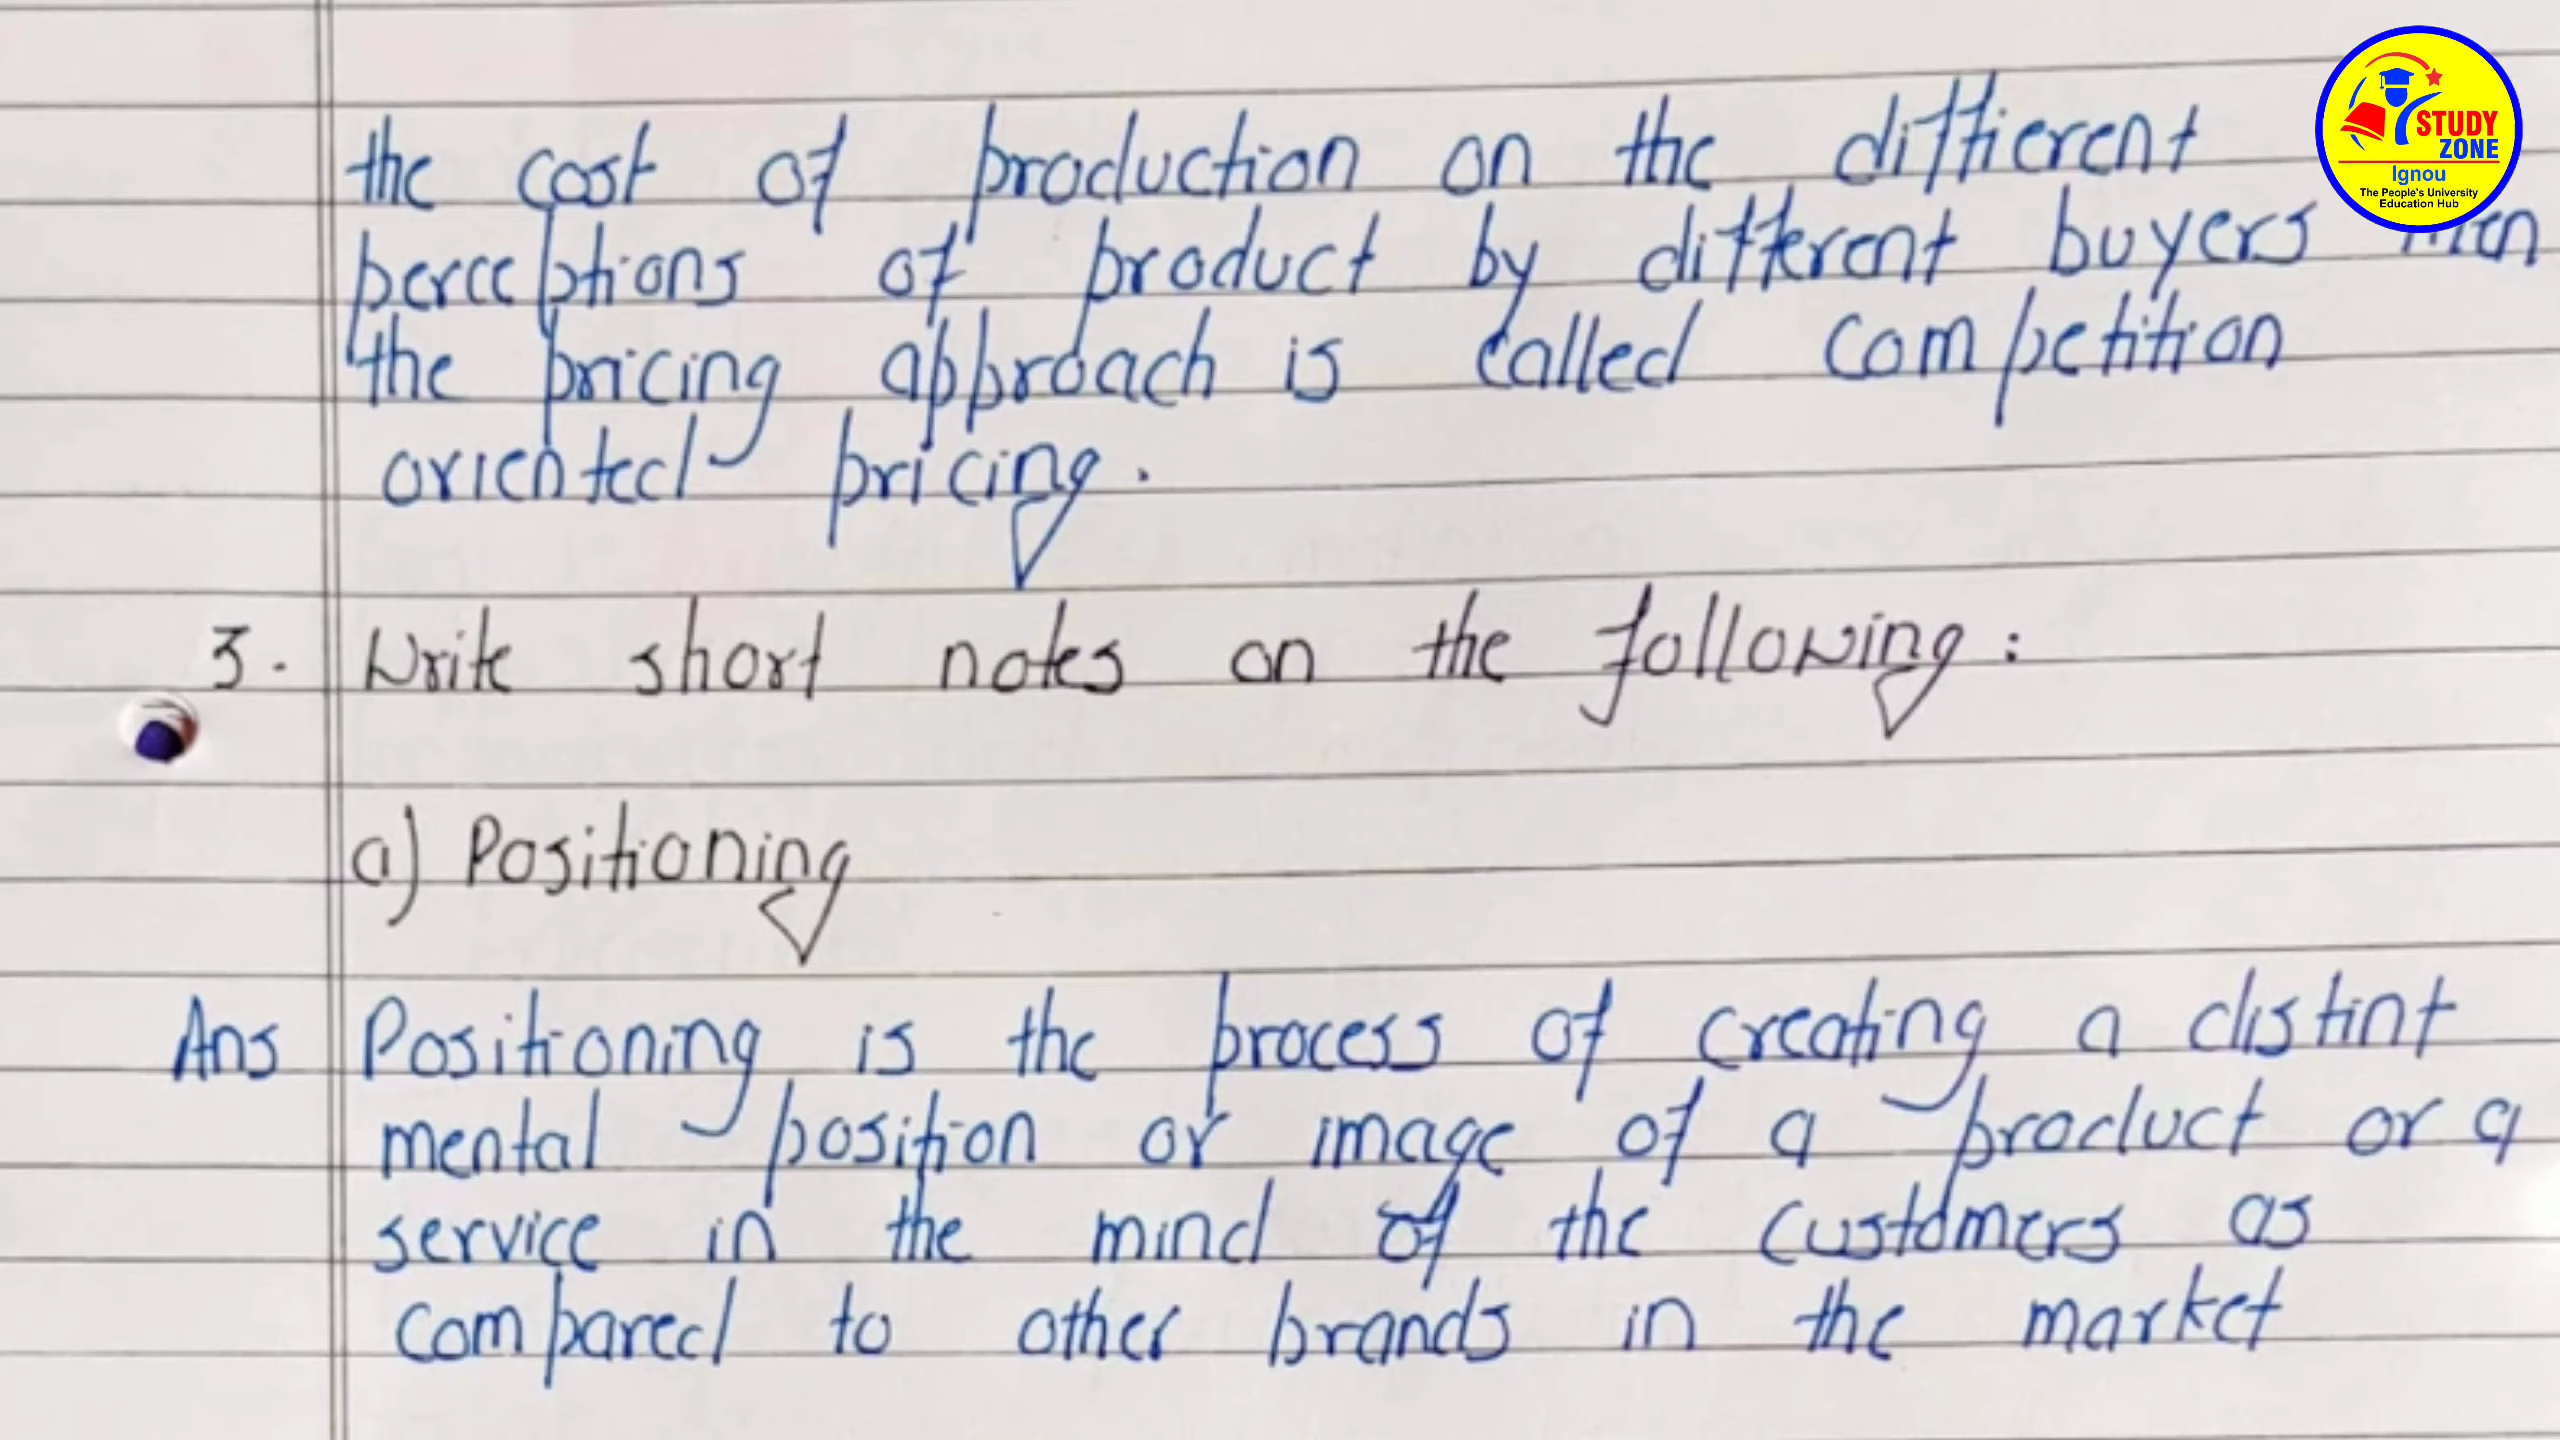 the cost of production on the different
STUDY
ZONE
Ignou
The People's University
Education Hub
perceptions of product by different buyers
the pricing approach is called competition
oriented pricing.
3. Write short notes on the following:
a) Positioning
Ans Positioning is the process of creating a distint
mental position or image of a product or a
service in the mind of the customers as
compared to other brands in the market